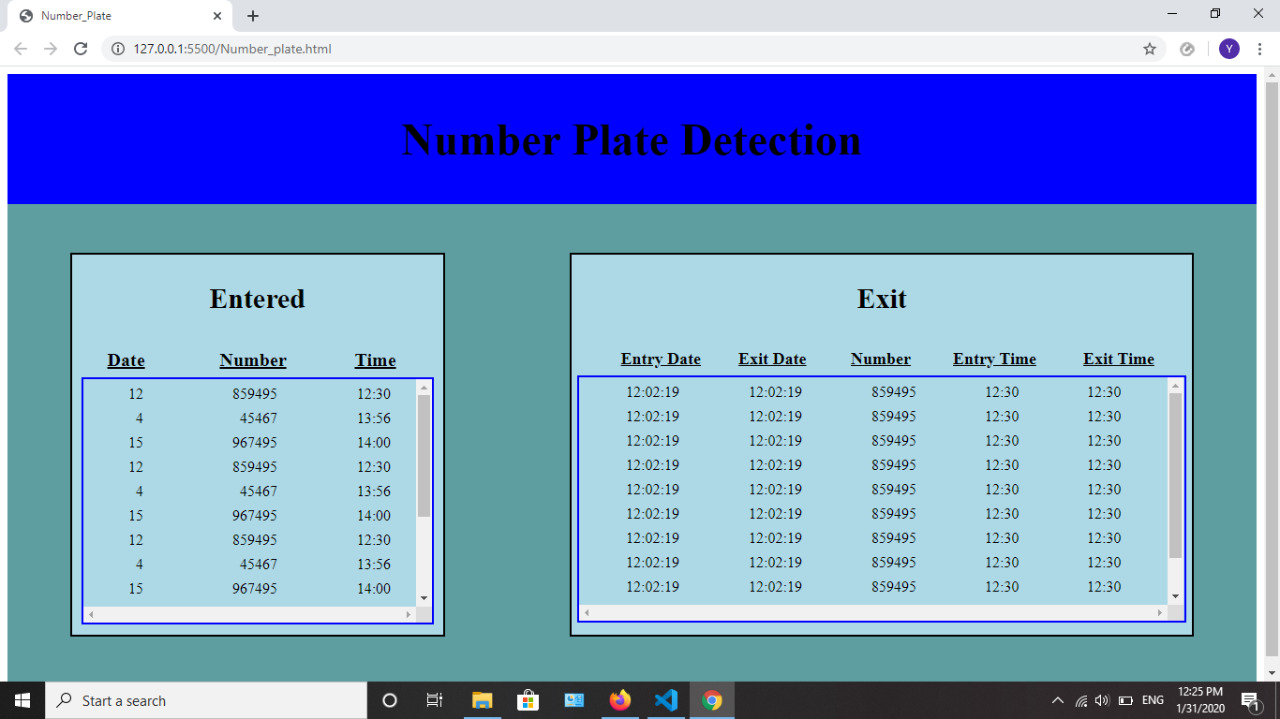 Number_Plate
127.0.0.1:5500/Number_plate.html
Y
Number Plate Detection
Entered
Date Number Time
12 859495 12:30
4 45467 13:56
15 967495 14:00
12 859495 12:30
4 45467 13:56
15 967495 14:00
12 859495 12:30
4 45467 13:56
15 967495 14:00
Exit
Entry Date Exit Date Number Entry Time Exit Time
12:02:19 12:02:19 859495 12:30 12:30
12:02:19 12:02:19 859495 12:30 12:30
12:02:19 12:02:19 859495 12:30 12:30
12:02:19 12:02:19 859495 12:30 12:30
12:02:19 12:02:19 859495 12:30 12:30
12:02:19 12:02:19 859495 12:30 12:30
12:02:19 12:02:19 859495 12:30 12:30
12:02:19 12:02:19 859495 12:30 12:30
12:02:19 12:02:19 859495 12:30 12:30
Start a search
ENG
12:25 PM
1/31/2020
1